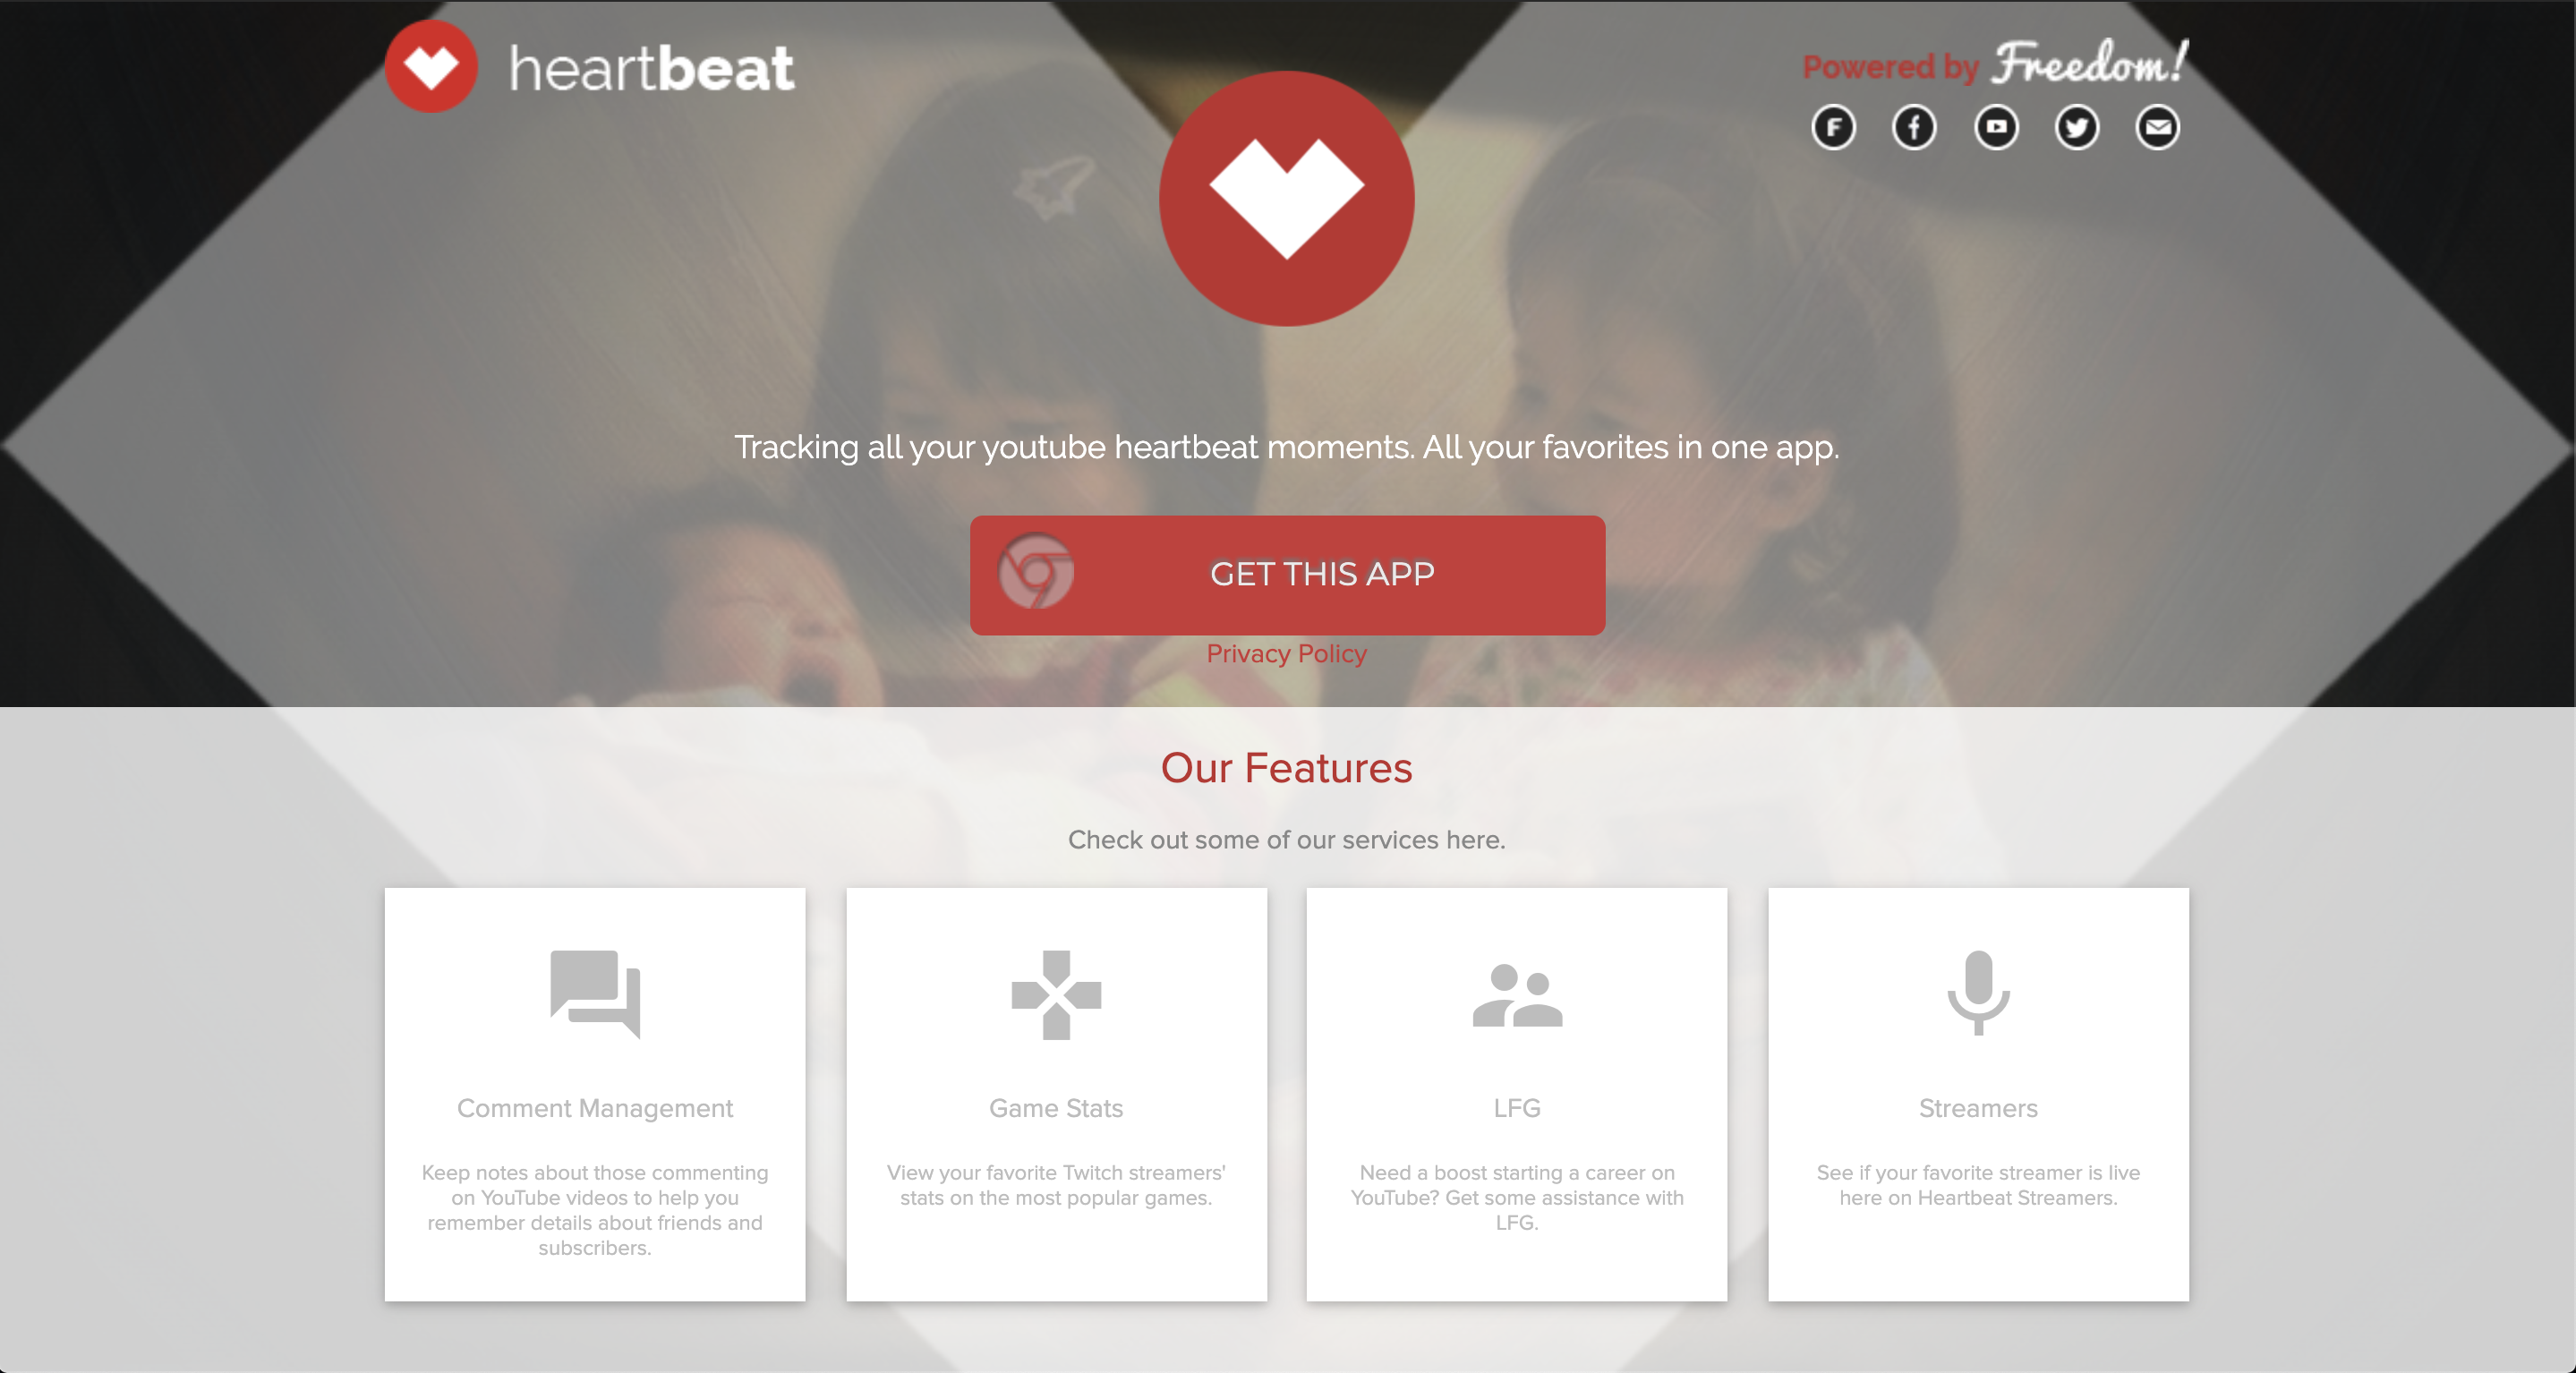 heartbeat
Powered by Freedom!
Tracking all your youtube heartbeat moments. All your favorites in one app.
GET THIS APP
Privacy Policy
Our Features
Check out some of our services here.
Comment Management
Keep notes about those commenting
on YouTube videos to help you
remember details about friends and
subscribers.
Game Stats
View your favorite Twitch streamers'
stats on the most popular games.
LFG
Need a boost starting a career on
YouTube? Get some assistance with
LFG.
Streamers
See if your favorite streamer is live
here on Heartbeat Streamers.